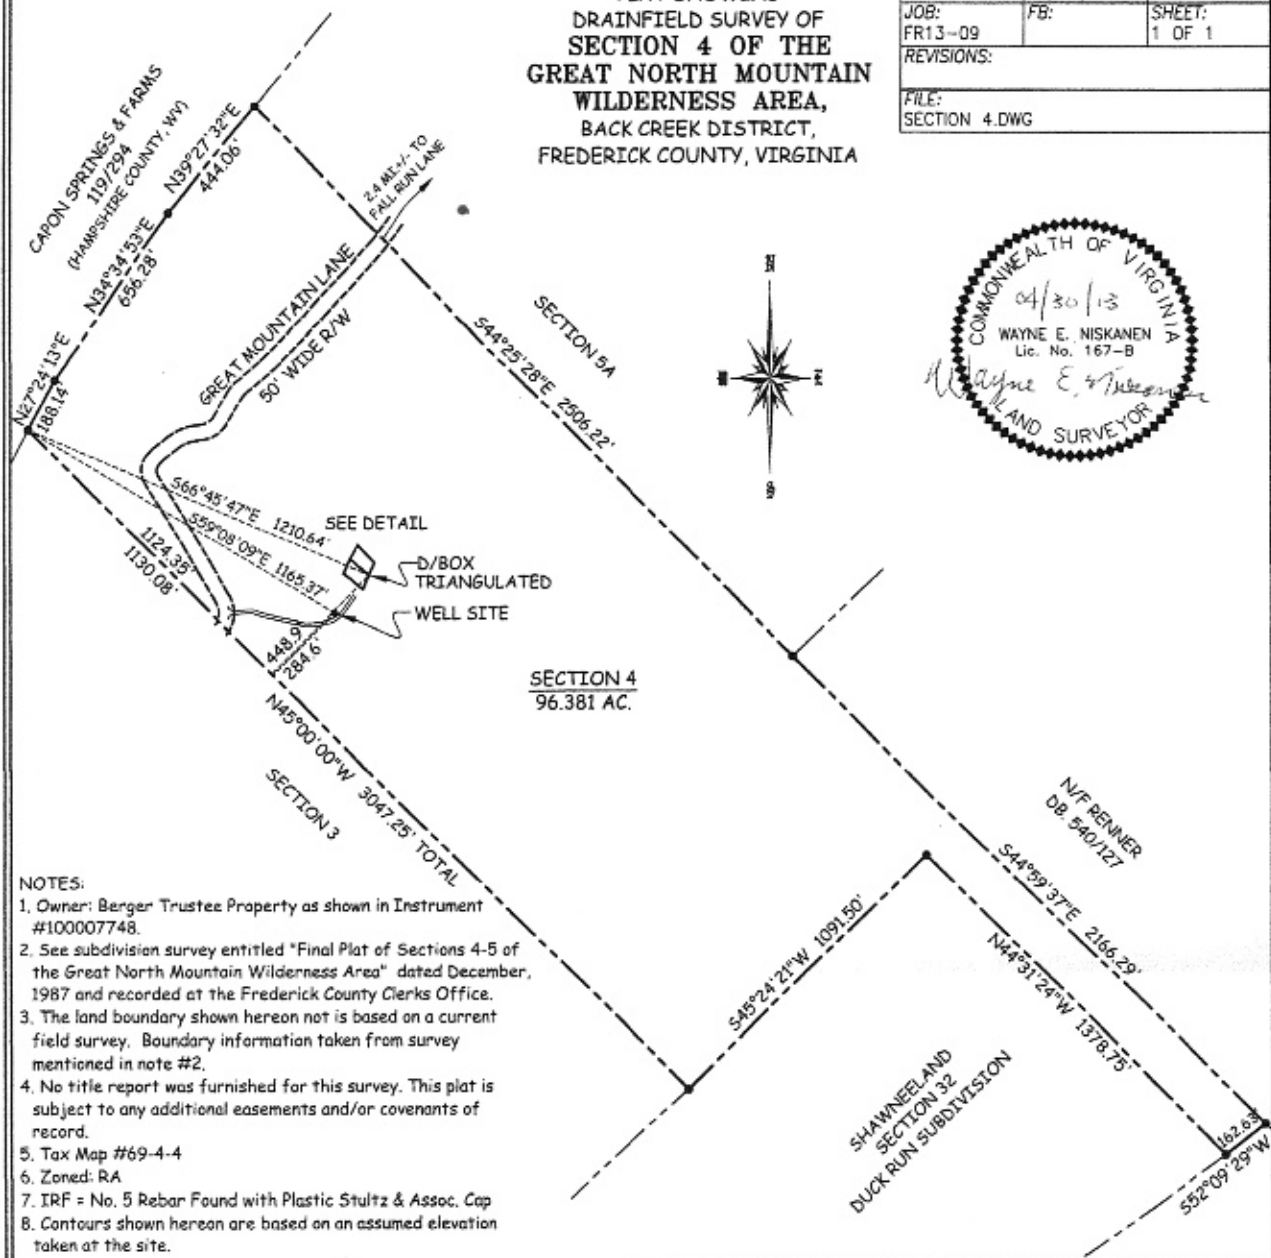 DRAINFIELD SURVEY OF
SECTION 4 OF THE
GREAT NORTH MOUNTAIN
WILDERNESS AREA,
BACK CREEK DISTRICT,
FREDERICK COUNTY, VIRGINIA
JOB:
FR13-09
FB:
SHEET:
1 OF 1
REVISIONS:
FILE:
SECTION 4.DWG
CAPON SPRINGS & FARMS
119/294
(HAMPSHIRE COUNTY, WV)
N39°27'32"E
444.06'
N34°34'53"E
656.28'
N27°24'13"E
188.14'
2.4 MI.+/- TO
FALL RUN LANE
GREAT MOUNTAIN LANE
50' WIDE R/W
SECTION 5A
S44°25'28"E 2506.22'
N
E
S
COMMONWEALTH OF VIRGINIA
04/30/13
WAYNE E. NISKANEN
Lic. No. 167-B
Wayne E. Niskanen
LAND SURVEYOR
S66°45'47"E 1210.64'
S59°08'09"E 1165.37'
1124.35'
1130.08'
SEE DETAIL
D/BOX
TRIANGULATED
WELL SITE
448.9'
284.6'
SECTION 4
96.381 AC.
N45°00'00"W 3047.25' TOTAL
SECTION 3
N/F RENNER
DB. 540/127
S44°59'37"E 2166.29'
N44°31'24"W 1378.75'
S45°24'21"W 1091.50'
162.63'
S52°09'29"W
SHAWNEELAND
SECTION 32
DUCK RUN SUBDIVISION
NOTES:
1. Owner: Berger Trustee Property as shown in Instrument
#100007748.
2. See subdivision survey entitled "Final Plat of Sections 4-5 of
the Great North Mountain Wilderness Area" dated December,
1987 and recorded at the Frederick County Clerks Office.
3. The land boundary shown hereon not is based on a current
field survey. Boundary information taken from survey
mentioned in note #2.
4. No title report was furnished for this survey. This plat is
subject to any additional easements and/or covenants of
record.
5. Tax Map #69-4-4
6. Zoned: RA
7. IRF = No. 5 Rebar Found with Plastic Stultz & Assoc. Cap
8. Contours shown hereon are based on an assumed elevation
taken at the site.